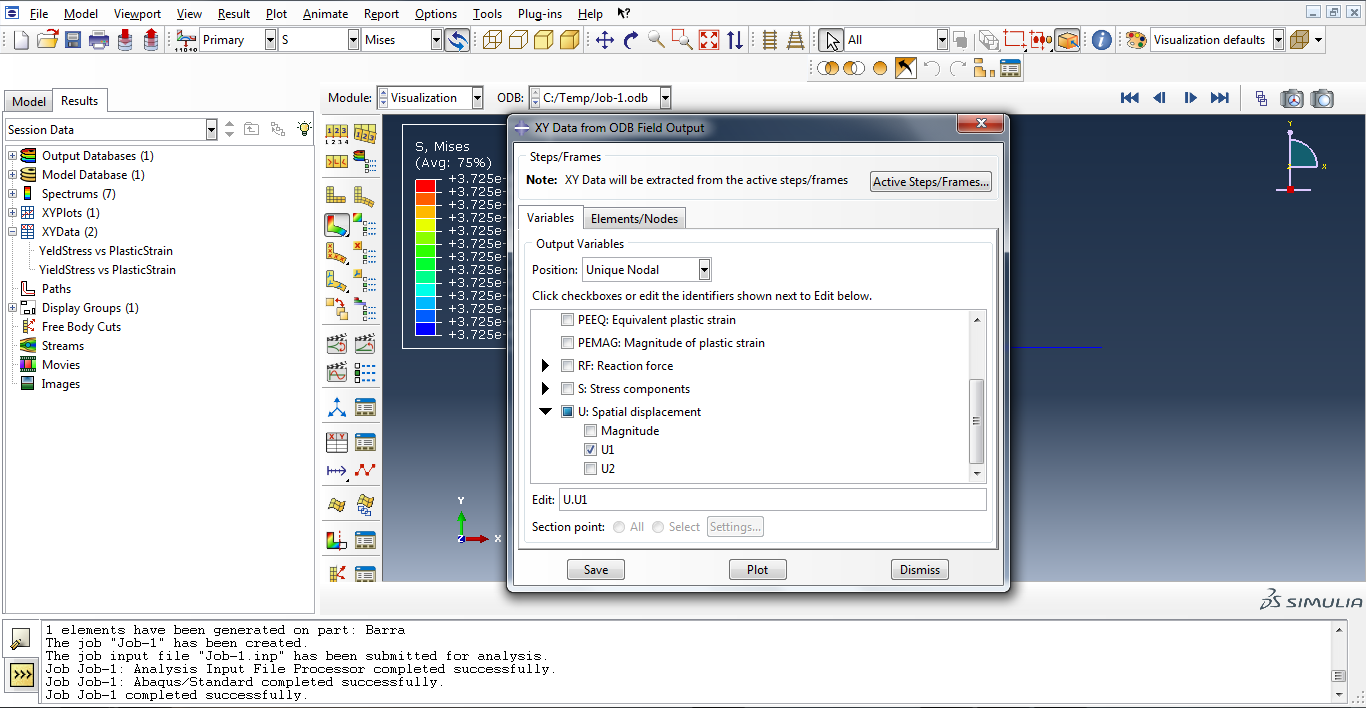 File Model Viewport View Result Plot Animate Report Options Tools Plug-ins Help
Primary S Mises All Visualization defaults
Model Results Module: Visualization ODB: C:/Temp/Job-1.odb
Session Data
Output Databases (1)
Model Database (1)
Spectrums (7)
XYPlots (1)
XYData (2)
YeldStress vs PlasticStrain
YieldStress vs PlasticStrain
Paths
Display Groups (1)
Free Body Cuts
Streams
Movies
Images
S, Mises
(Avg: 75%)
+3.725e-
+3.725e-
+3.725e-
+3.725e-
+3.725e-
+3.725e-
+3.725e-
+3.725e-
+3.725e-
+3.725e-
+3.725e-
+3.725e-
+3.725e-
Y
Z X
Y
X
XY Data from ODB Field Output
Steps/Frames
Note: XY Data will be extracted from the active steps/frames Active Steps/Frames...
Variables Elements/Nodes
Output Variables
Position: Unique Nodal
Click checkboxes or edit the identifiers shown next to Edit below.
PEEQ: Equivalent plastic strain
PEMAG: Magnitude of plastic strain
RF: Reaction force
S: Stress components
U: Spatial displacement
Magnitude
U1
U2
Edit: U.U1
Section point: All Select Settings...
Save Plot Dismiss
SIMULIA
1 elements have been generated on part: Barra
The job "Job-1" has been created.
The job input file "Job-1.inp" has been submitted for analysis.
Job Job-1: Analysis Input File Processor completed successfully.
Job Job-1: Abaqus/Standard completed successfully.
Job Job-1 completed successfully.